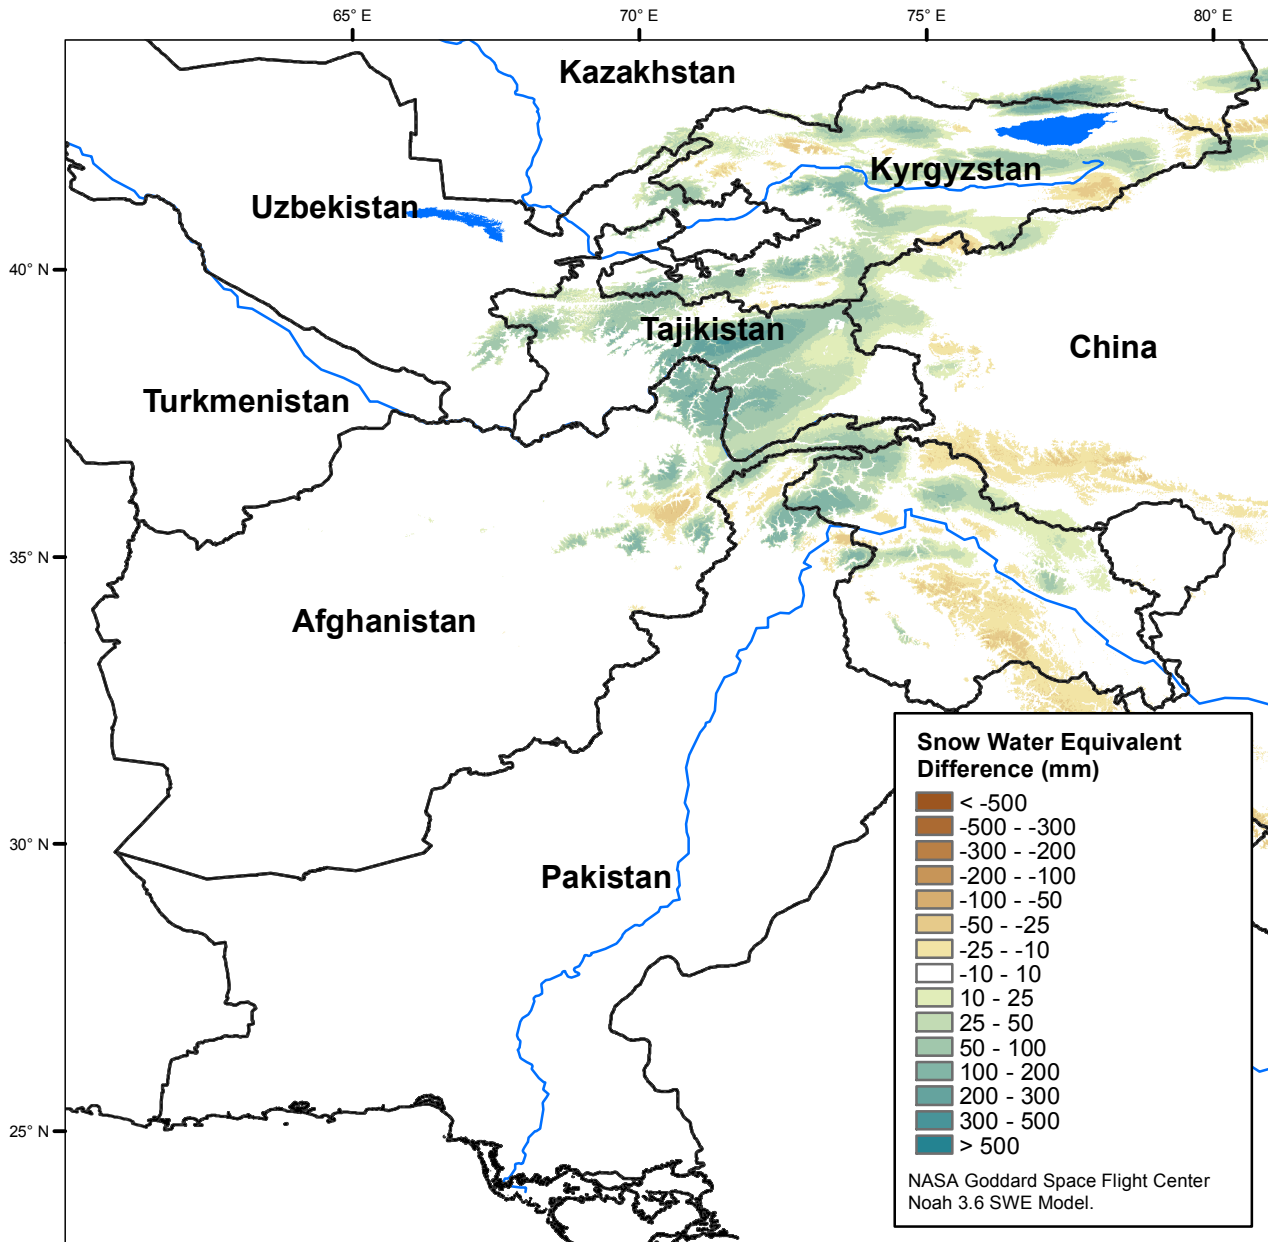 65° E
70° E
75° E
80° E
Kazakhstan
Kyrgyzstan
Uzbekistan
40° N
Tajikistan
China
Turkmenistan
35° N
Afghanistan
30° N
Pakistan
25° N
Snow Water Equivalent
Difference (mm)
< -500
-500 - -300
-300 - -200
-200 - -100
-100 - -50
-50 - -25
-25 - -10
-10 - 10
10 - 25
25 - 50
50 - 100
100 - 200
200 - 300
300 - 500
> 500
NASA Goddard Space Flight Center
Noah 3.6 SWE Model.